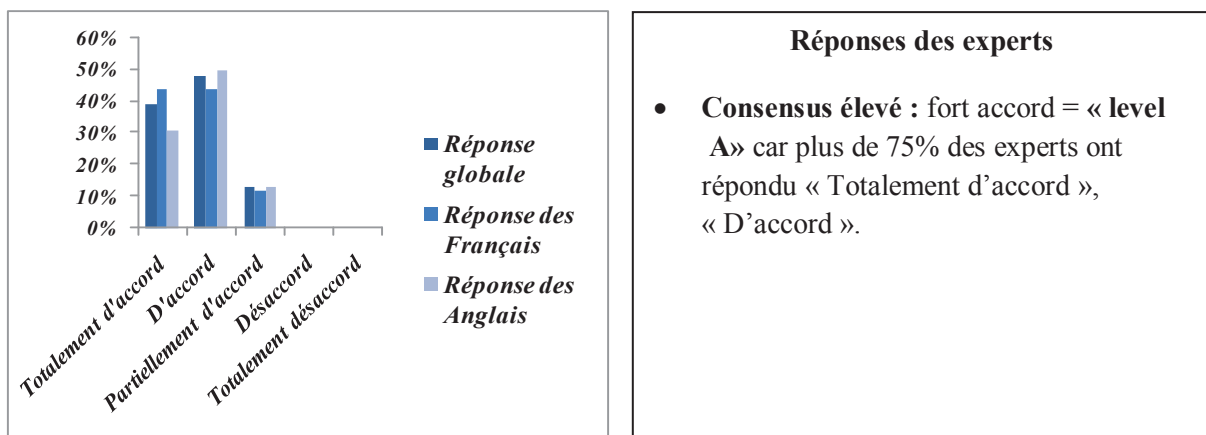 60%
50%
40%
30%
20%
10%
0%
Totalement d'accord
D'accord
Partiellement d'accord
Désaccord
Totalement désaccord
Réponse
globale
Réponse des
Français
Réponse des
Anglais
Réponses des experts
• Consensus élevé : fort accord = « level
A» car plus de 75% des experts ont
répondu « Totalement d’accord »,
« D’accord ».